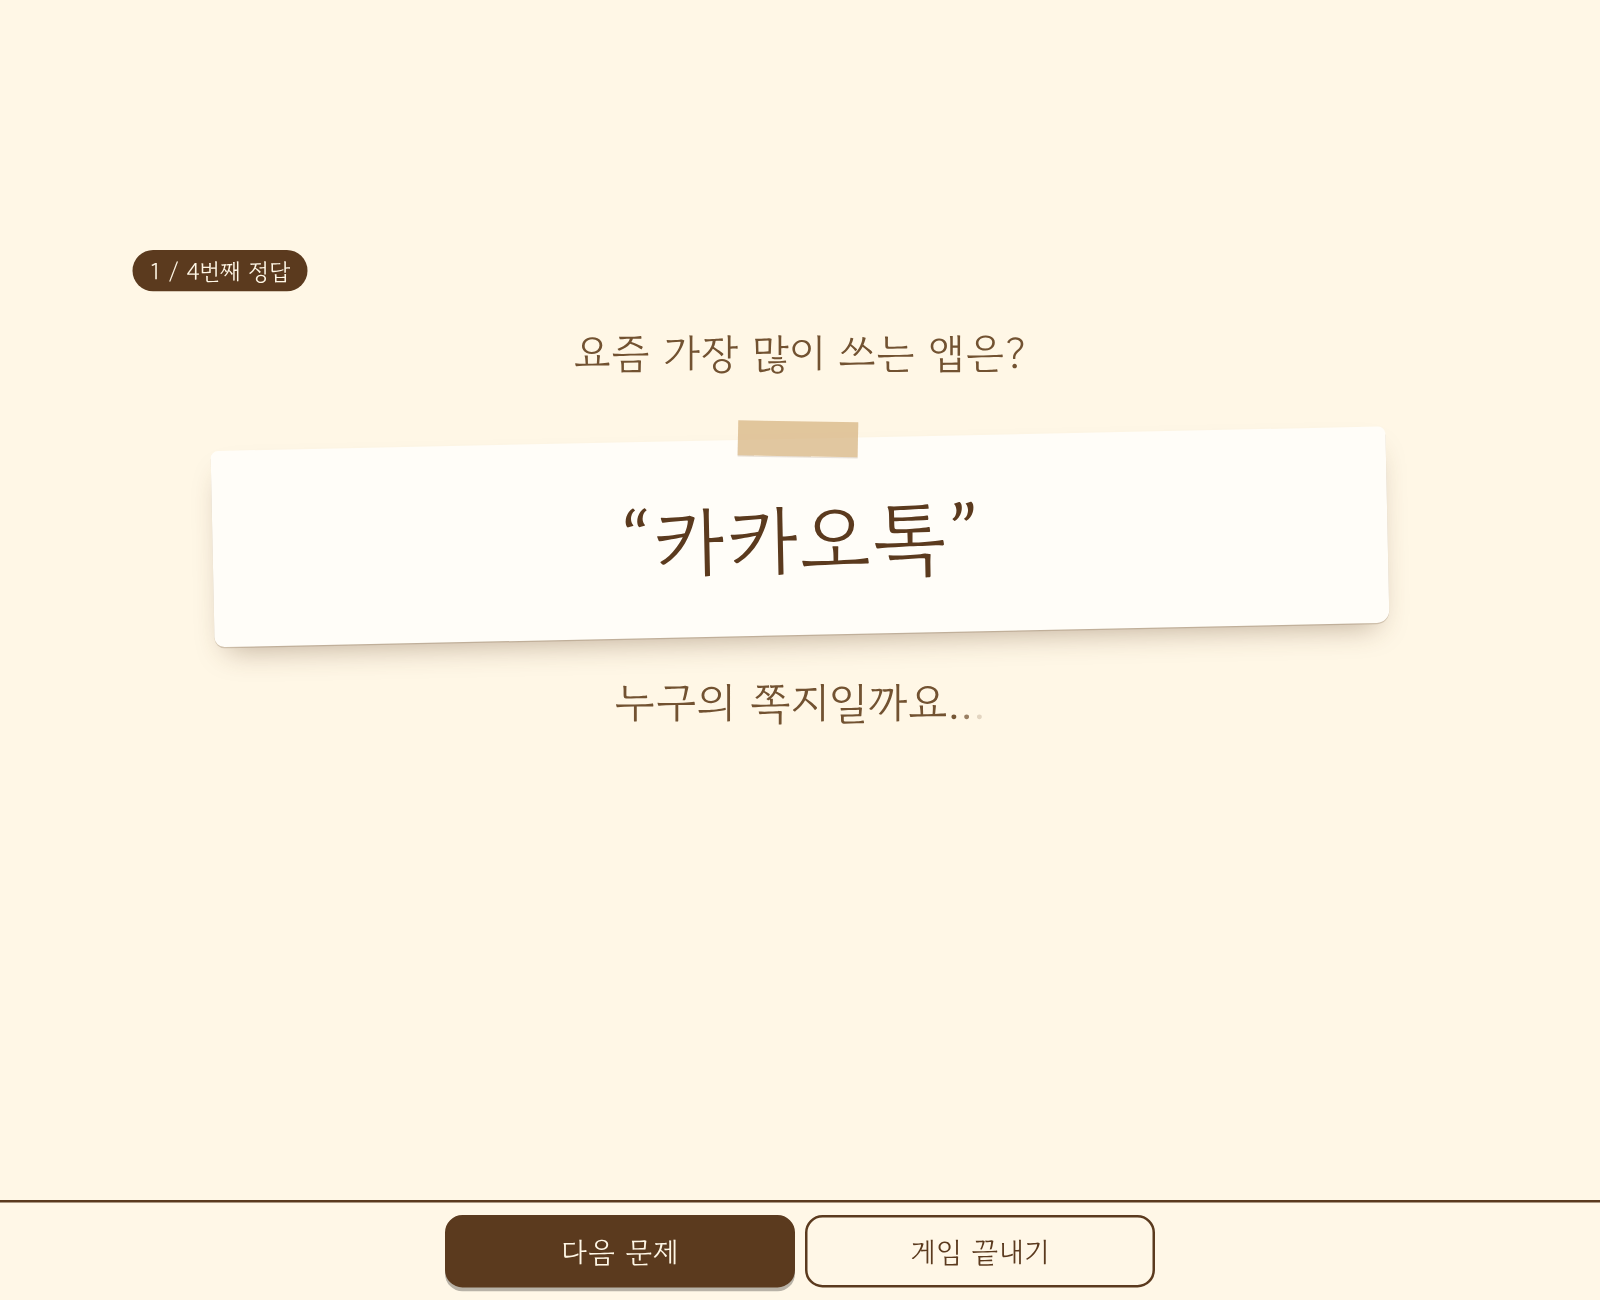 1 / 4번째 정답
요즘 가장 많이 쓰는 앱은?
“카카오톡”
누구의 쪽지일까요...
다음 문제
게임 끝내기